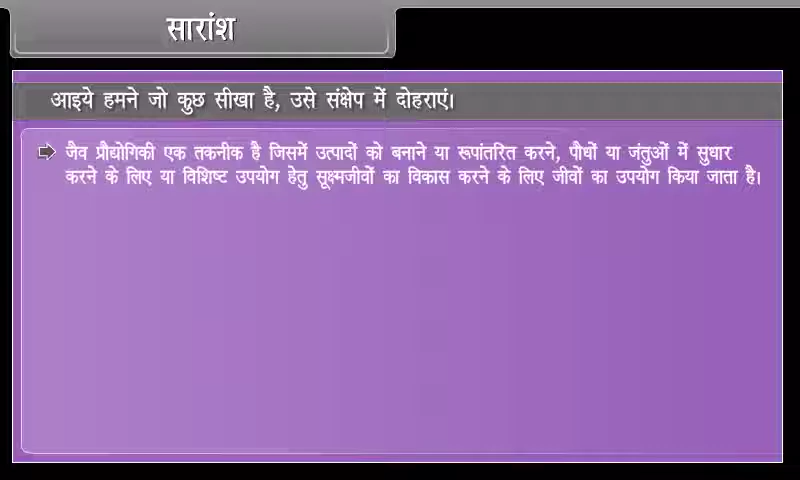 सारांश
आइये हमने जो कुछ सीखा है, उसे संक्षेप में दोहराएं।
जैव प्रौद्योगिकी एक तकनीक है जिसमें उत्पादों को बनाने या रूपांतरित करने, पौधों या जंतुओं में सुधार
करने के लिए या विशिष्ट उपयोग हेतु सूक्ष्मजीवों का विकास करने के लिए जीवों का उपयोग किया जाता है।